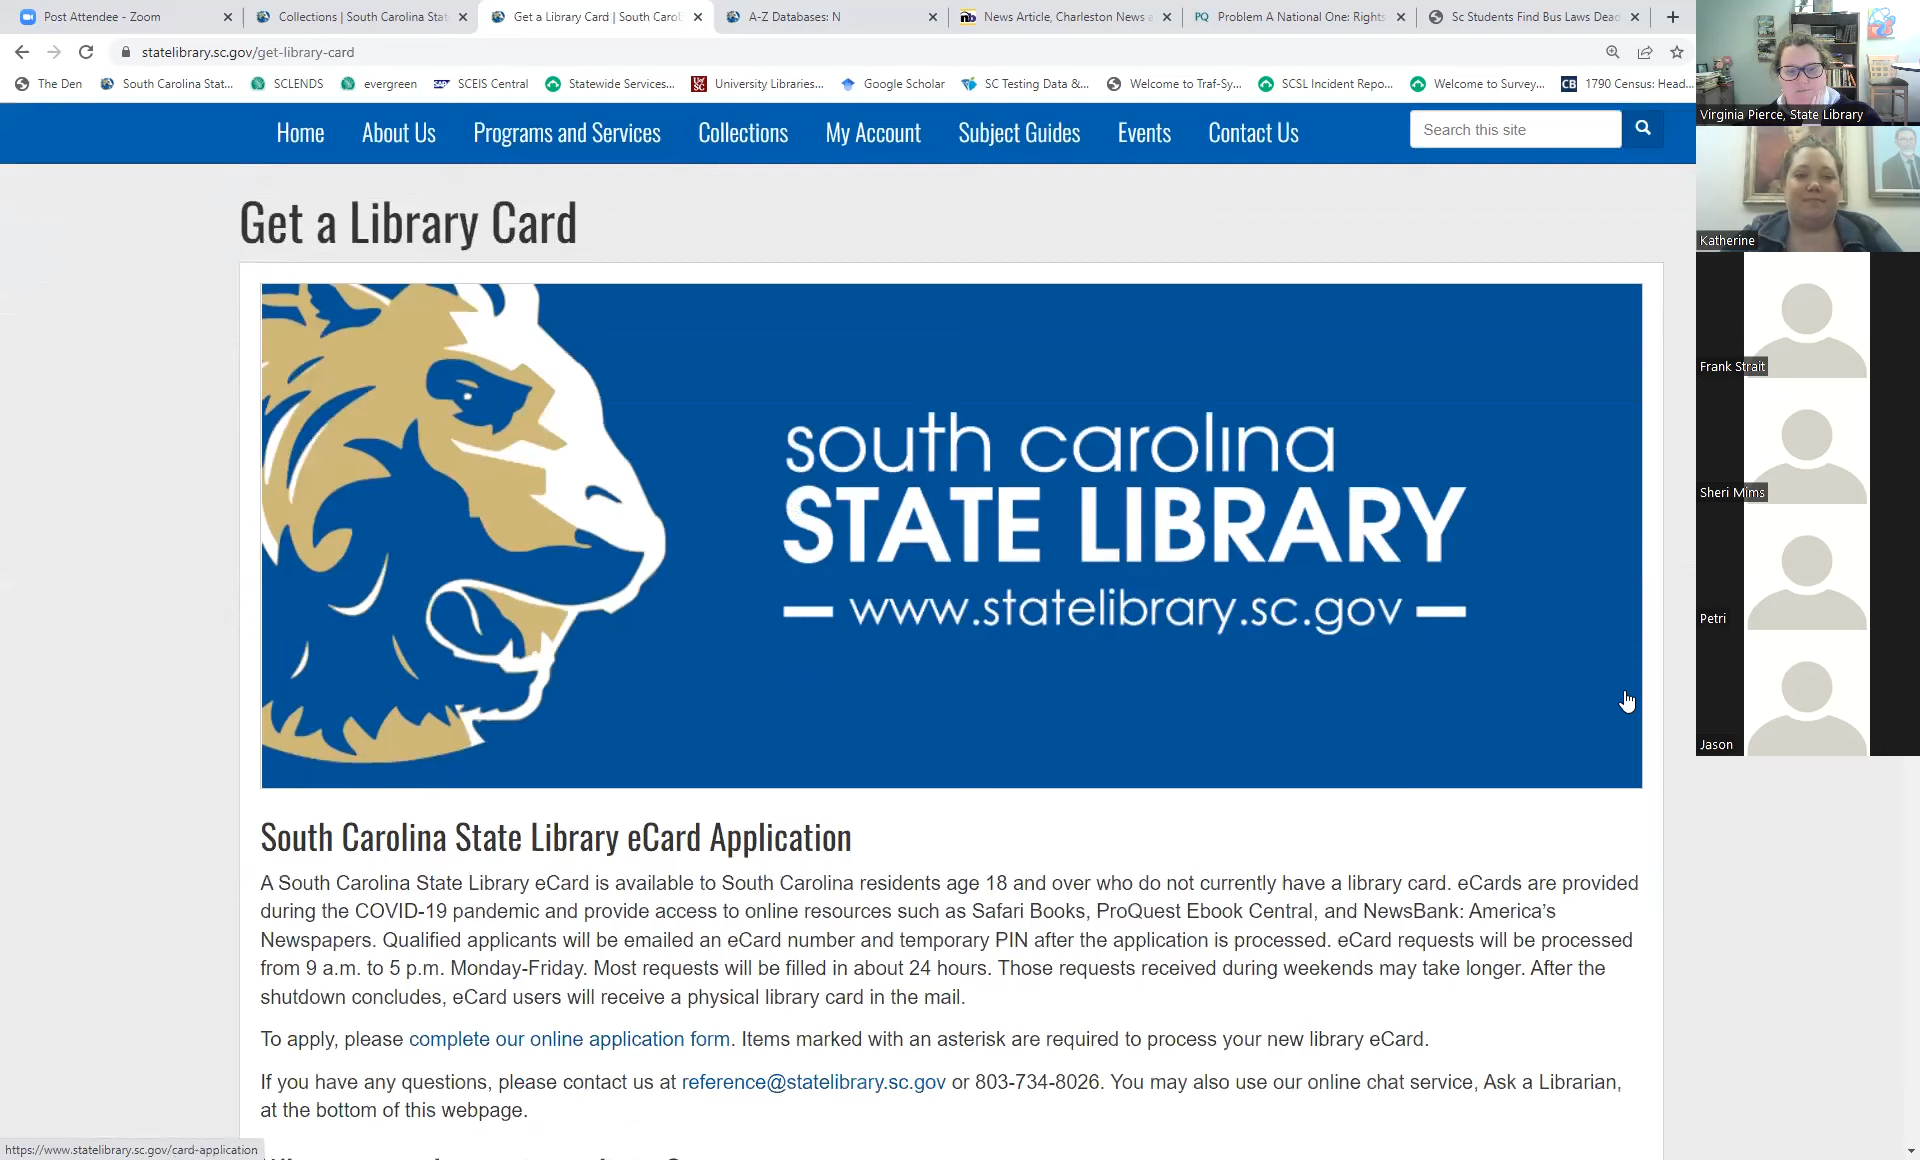 Post Attendee - Zoom
Collections | South Carolina Stat
Get a Library Card | South Caro
A-Z Databases: N
News Article, Charleston News a
Problem A National One: Rights
Sc Students Find Bus Laws Dead
statelibrary.sc.gov/get-library-card
The Den
South Carolina Stat...
SCLENDS
evergreen
SCEIS Central
Statewide Services...
University Libraries...
Google Scholar
SC Testing Data &...
Welcome to Traf-Sy...
SCSL Incident Repo...
Welcome to Survey...
1790 Census: Head...
Home
About Us
Programs and Services
Collections
My Account
Subject Guides
Events
Contact Us
Search this site
Get a Library Card
south carolina
STATE LIBRARY
www.statelibrary.sc.gov
South Carolina State Library eCard Application
A South Carolina State Library eCard is available to South Carolina residents age 18 and over who do not currently have a library card. eCards are provided
during the COVID-19 pandemic and provide access to online resources such as Safari Books, ProQuest Ebook Central, and NewsBank: America's
Newspapers. Qualified applicants will be emailed an eCard number and temporary PIN after the application is processed. eCard requests will be processed
from 9 a.m. to 5 p.m. Monday-Friday. Most requests will be filled in about 24 hours. Those requests received during weekends may take longer. After the
shutdown concludes, eCard users will receive a physical library card in the mail.
To apply, please complete our online application form. Items marked with an asterisk are required to process your new library eCard.
If you have any questions, please contact us at reference@statelibrary.sc.gov or 803-734-8026. You may also use our online chat service, Ask a Librarian,
at the bottom of this webpage.
https://www.statelibrary.sc.gov/card-application
Virginia Pierce, State Library
Katherine
Frank Strait
Sheri Mims
Petri
Jason